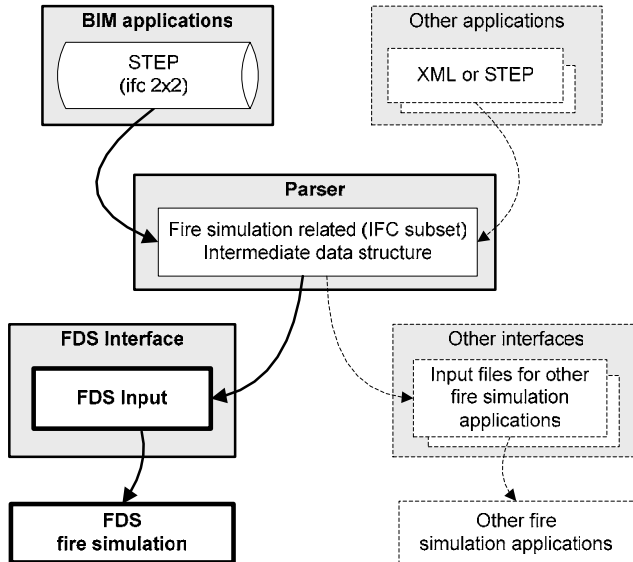 BIM applications
STEP
(ifc 2x2)
Other applications
XML or STEP
Parser
Fire simulation related (IFC subset)
Intermediate data structure
FDS Interface
FDS Input
FDS
fire simulation
Other interfaces
Input files for other
fire simulation
applications
Other fire
simulation applications